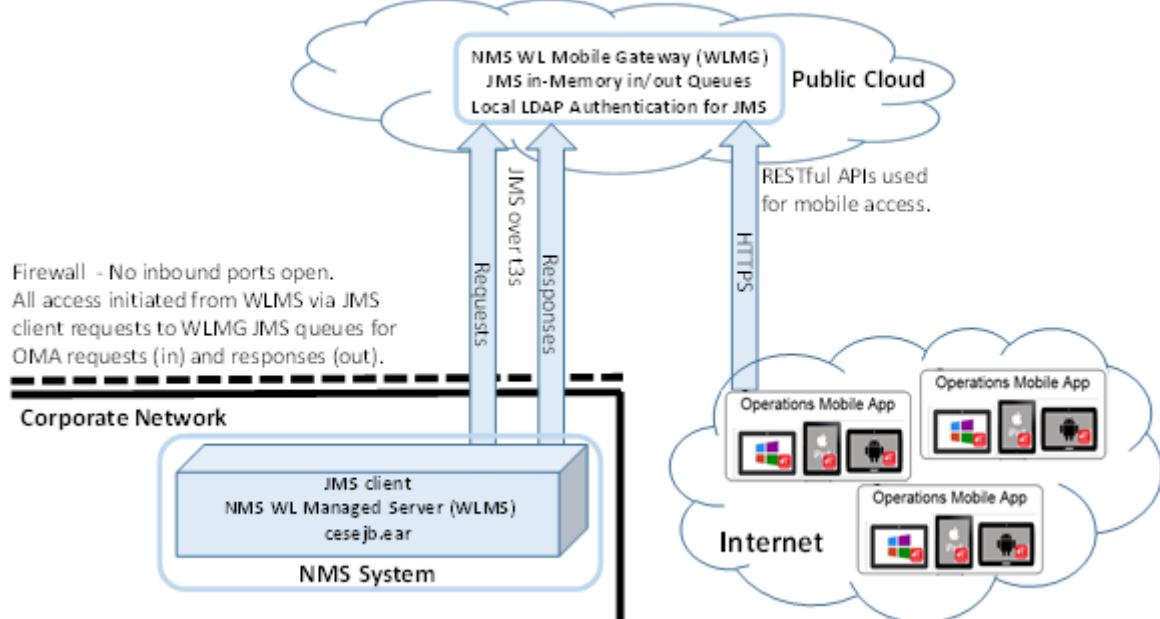 NMS WL Mobile Gateway (WLMG)
JMS in-Memory in/out Queues
Local LDAP Authentication for JMS
Public Cloud
RESTful APIs used
for mobile access.
JMS over t3s
Requests
Responses
HTTPS
Firewall - No inbound ports open.
All access initiated from WLMS via JMS
client requests to WLMG JMS queues for
OMA requests (in) and responses (out).
Corporate Network
JMS client
NMS WL Managed Server (WLMS)
cesejb.ear
NMS System
Operations Mobile App
Operations Mobile App
Operations Mobile App
Internet